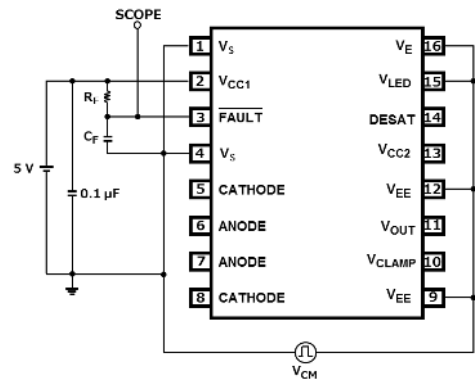 SCOPE
1 VS VE 16
2 VCC1 VLED 15
RF
3 FAULT DESAT 14
CF
4 VS VCC2 13
5 V
0.1 µF
5 CATHODE VEE 12
6 ANODE VOUT 11
7 ANODE VCLAMP 10
8 CATHODE VEE 9
VCM